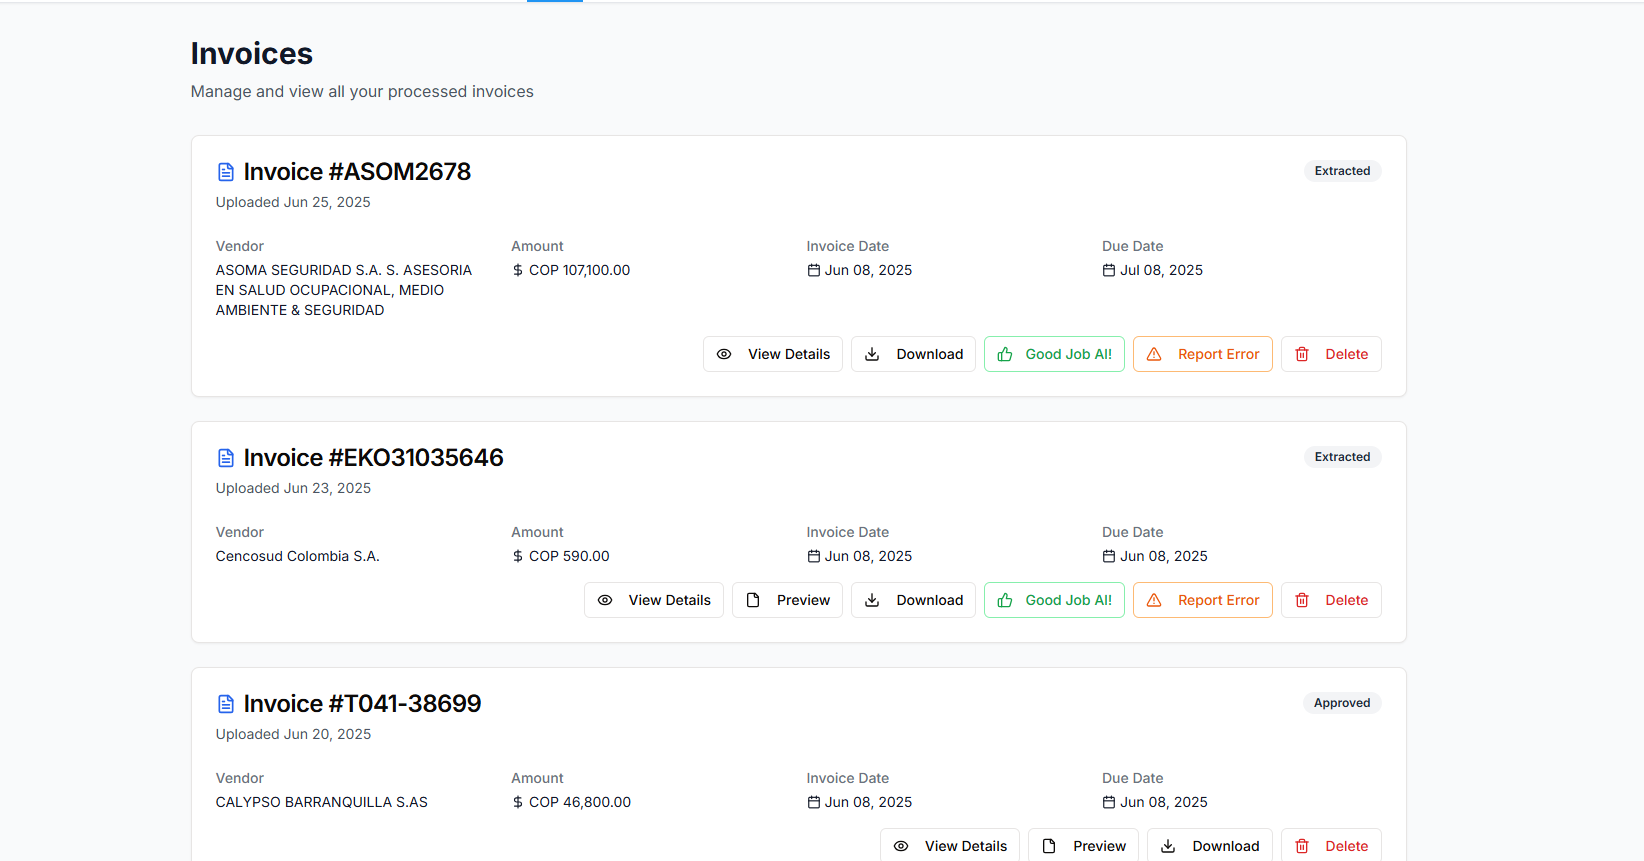 Invoices
Manage and view all your processed invoices
Invoice #ASOM2678
Extracted
Uploaded Jun 25, 2025
Vendor
Amount
Invoice Date
Due Date
ASOMA SEGURIDAD S.A. S. ASESORIA
EN SALUD OCUPACIONAL, MEDIO
AMBIENTE & SEGURIDAD
$ COP 107,100.00
Jun 08, 2025
Jul 08, 2025
View Details
Download
Good Job AI!
Report Error
Delete
Invoice #EKO31035646
Extracted
Uploaded Jun 23, 2025
Vendor
Amount
Invoice Date
Due Date
Cencosud Colombia S.A.
$ COP 590.00
Jun 08, 2025
Jun 08, 2025
View Details
Preview
Download
Good Job AI!
Report Error
Delete
Invoice #T041-38699
Approved
Uploaded Jun 20, 2025
Vendor
Amount
Invoice Date
Due Date
CALYPSO BARRANQUILLA S.AS
$ COP 46,800.00
Jun 08, 2025
Jun 08, 2025
View Details
Preview
Download
Delete